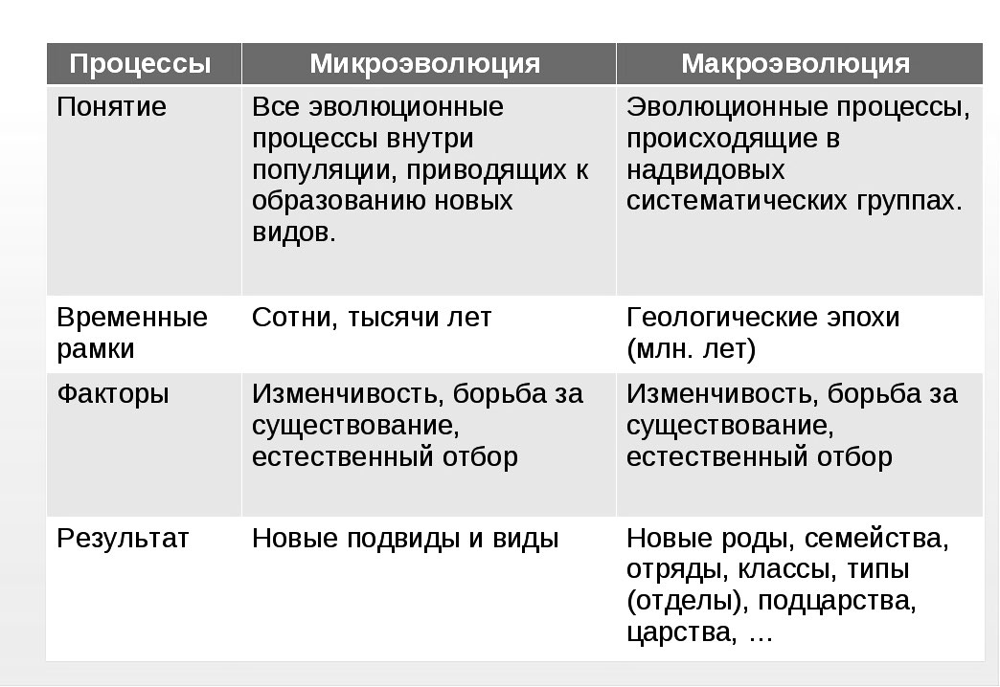 Процессы
Микроэволюция
Макроэволюция
Понятие
Все эволюционные
процессы внутри
популяции, приводящих к
образованию новых
видов.
Эволюционные процессы,
происходящие в
надвидовых
систематических группах.
Временные
рамки
Сотни, тысячи лет
Геологические эпохи
(млн. лет)
Факторы
Изменчивость, борьба за
существование,
естественный отбор
Изменчивость, борьба за
существование,
естественный отбор
Результат
Новые подвиды и виды
Новые роды, семейства,
отряды, классы, типы
(отделы), подцарства,
царства, …